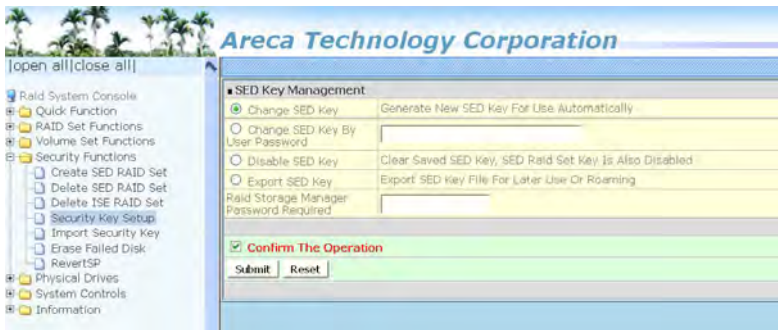 Areca Technology Corporation
|open all|close all|
Raid System Console
Quick Function
RAID Set Functions
Volume Set Functions
Security Functions
Create SED RAID Set
Delete SED RAID Set
Delete ISE RAID Set
Security Key Setup
Import Security Key
Erase Failed Disk
RevertSP
Physical Drives
System Controls
Information
SED Key Management
Change SED Key Generate New SED Key For Use Automatically
Change SED Key By
User Password
Disable SED Key Clear Saved SED Key, SED Raid Set Key Is Also Disabled
Export SED Key Export SED Key File For Later Use Or Roaming
Raid Storage Manager
Password Required
Confirm The Operation
Submit Reset